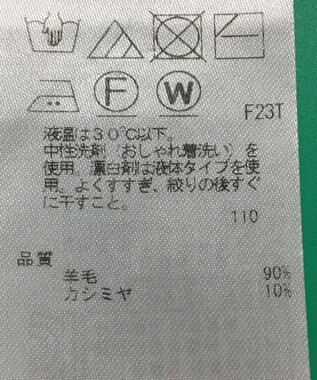 F W
F23T
液温は30℃以下。
中性洗剤（おしゃれ着洗い）を
使用。漂白剤は液体タイプを使
用。よくすすぎ、絞りの後すぐ
に干すこと。
110
品質
羊毛 90%
カシミヤ 10%